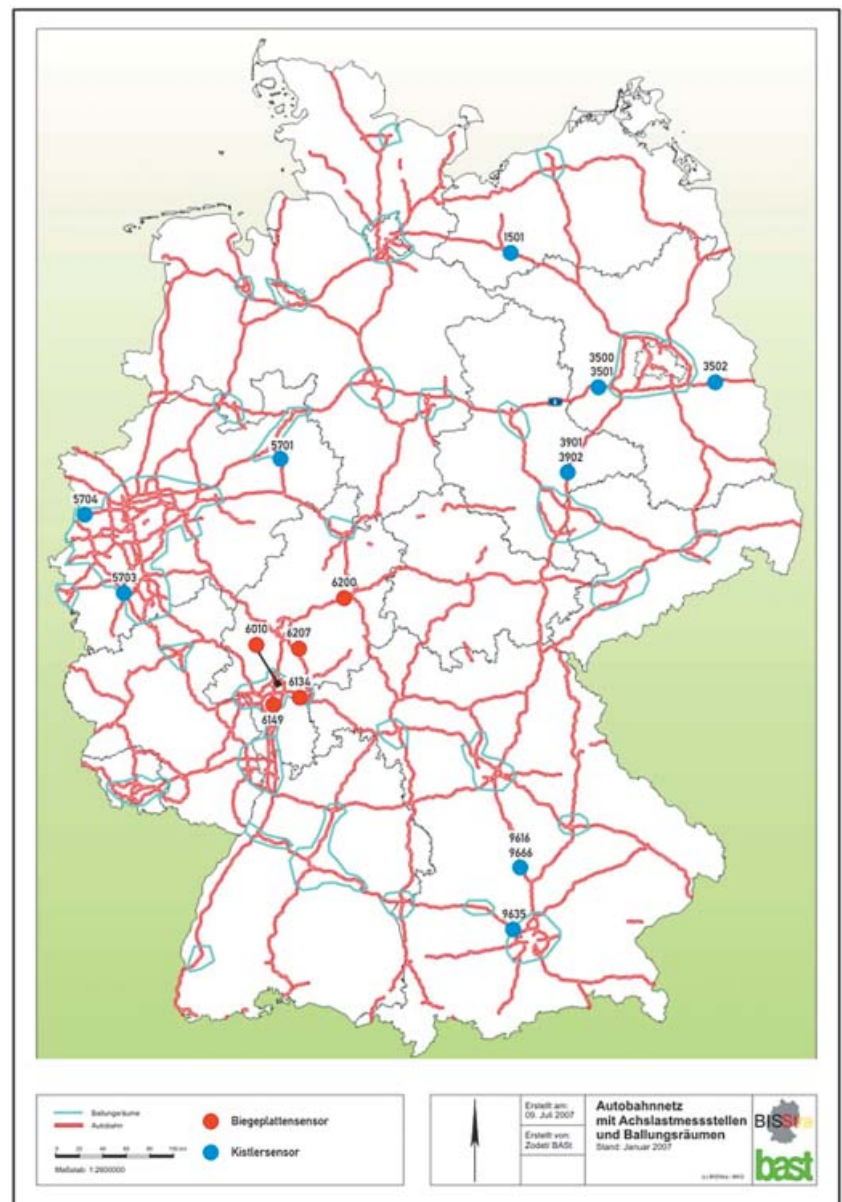 1501
3500
3501
3502
3901
3902
5701
5704
5703
6200
6010
6207
6134
6149
9616
9666
9635
Ballungsräume
Autobahn
Maßstab: 1:2600000
Biegeplattensensor
Kistlersensor
Erstellt am:
09. Juli 2007
Erstellt von:
Zodet/ BASt
Autobahnnetz
mit Achslastmessstellen
und Ballungsräumen
Stand: Januar 2007
BISStra
bast